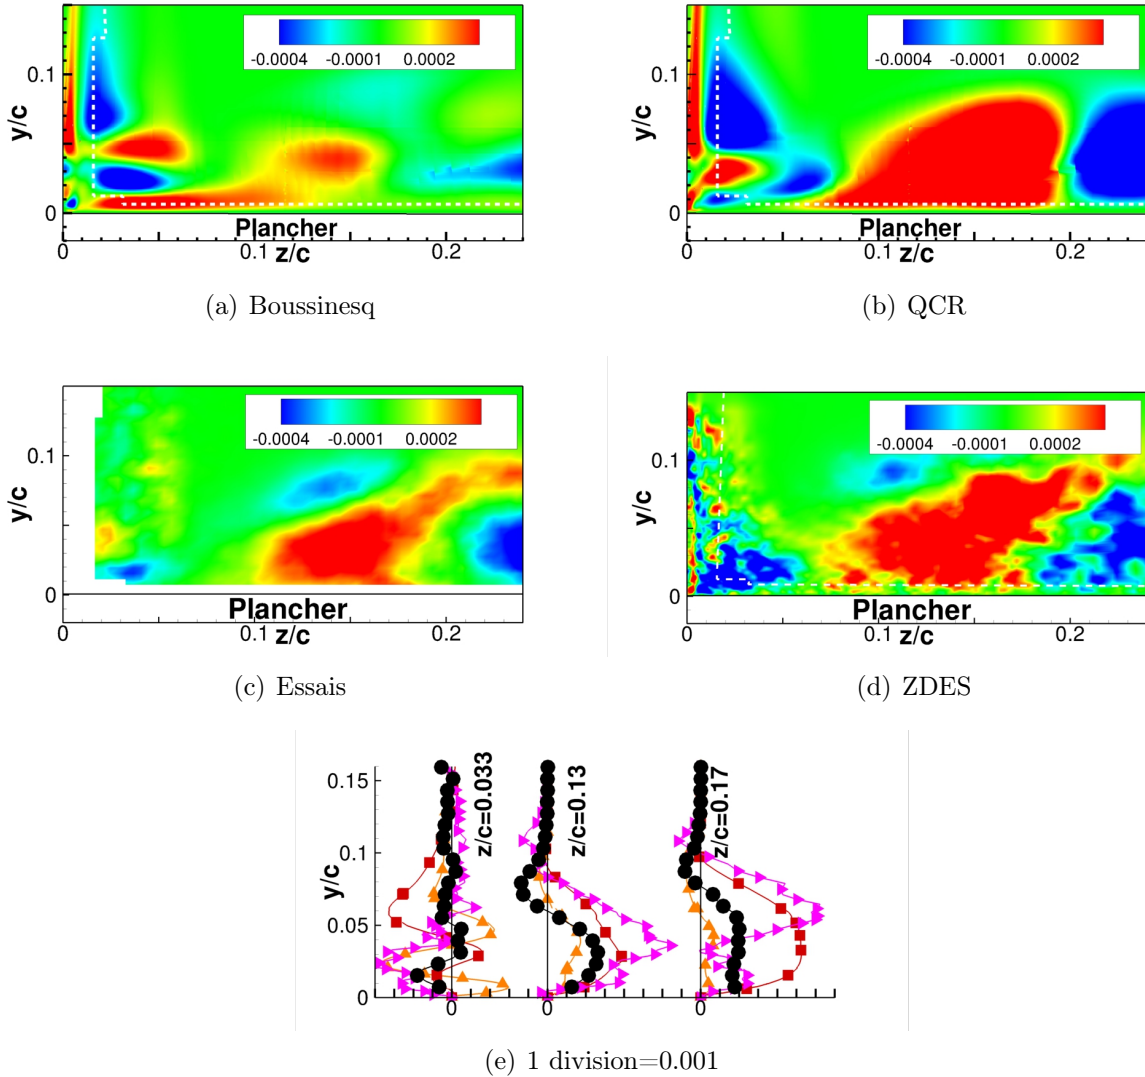 -0.0004 -0.0001 0.0002
0.1
y/c
0
Plancher
0 0.1 0.2
z/c
(a) Boussinesq
-0.0004 -0.0001 0.0002
0.1
y/c
0
Plancher
0 0.1 0.2
z/c
(b) QCR
-0.0004 -0.0001 0.0002
0.1
y/c
0
Plancher
0 0.1 0.2
z/c
(c) Essais
-0.0004 -0.0001 0.0002
0.1
y/c
0
Plancher
0 0.1 0.2
z/c
(d) ZDES
0.15
0.1
y/c
0.05
0
z/c=0.033
z/c=0.13
z/c=0.17
0 0 0
(e) 1 division=0.001